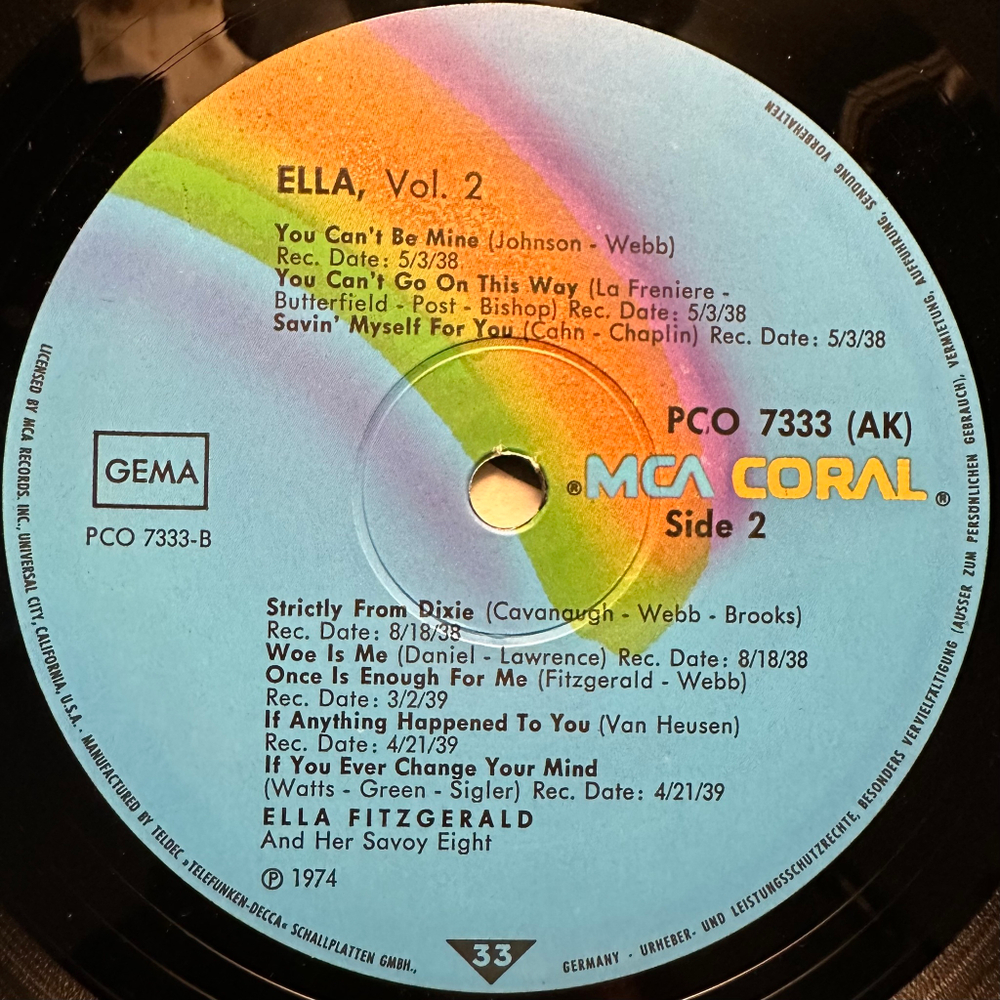 ELLA, Vol. 2
You Can't Be Mine (Johnson - Webb)
Rec. Date: 5/3/38
You Can't Go On This Way (La Freniere -
Butterfield - Post - Bishop) Rec. Date: 5/3/38
Savin' Myself For You (Cahn - Chaplin) Rec. Date: 5/3/38
PCO 7333 (AK)
GEMA
®MCA CORAL®
PCO 7333-B
Side 2
Strictly From Dixie (Cavanaugh - Webb - Brooks)
Rec. Date: 8/18/38
Woe Is Me (Daniel - Lawrence) Rec. Date: 8/18/38
Once Is Enough For Me (Fitzgerald - Webb)
Rec. Date: 3/2/39
If Anything Happened To You (Van Heusen)
Rec. Date: 4/21/39
If You Ever Change Your Mind
(Watts - Green - Sigler) Rec. Date: 4/21/39
ELLA FITZGERALD
And Her Savoy Eight
℗ 1974
33
LICENSED BY MCA RECORDS, INC., UNIVERSAL CITY, CALIFORNIA, U.S.A. · MANUFACTURED BY TELDEC »TELEFUNKEN-DECCA« SCHALLPLATTEN GMBH.,
GERMANY · URHEBER- UND LEISTUNGSSCHUTZRECHTE, BESONDERS VERVIELFÄLTIGUNG (AUSSER ZUM PERSÖNLICHEN GEBRAUCH), VERMIETUNG, AUFFÜHRUNG, SENDUNG VORBEHALTEN